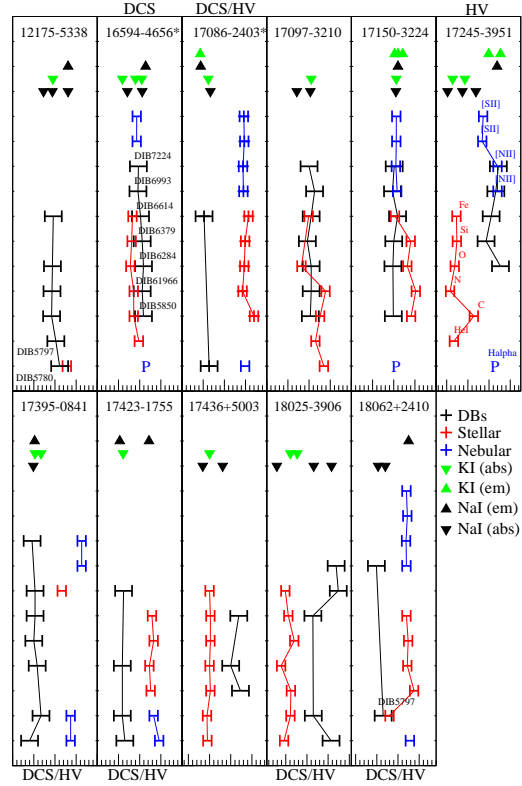 DCS DCS/HV HV
12175-5338 16594-4656* 17086-2403* 17097-3210 17150-3224 17245-3951
[SII]
[SII]
DIB7224 [NII]
DIB6993 [NII]
DIB6614 Fe
DIB6379 Si
DIB6284 O
DIB61966 N
DIB5850 C
HeI
DIB5797 Halpha
P P P
DIB5780
17395-0841 17423-1755 17436+5003 18025-3906 18062+2410
DBs
Stellar
Nebular
KI (abs)
KI (em)
NaI (em)
NaI (abs)
DIB5797
DCS/HV DCS/HV DCS/HV